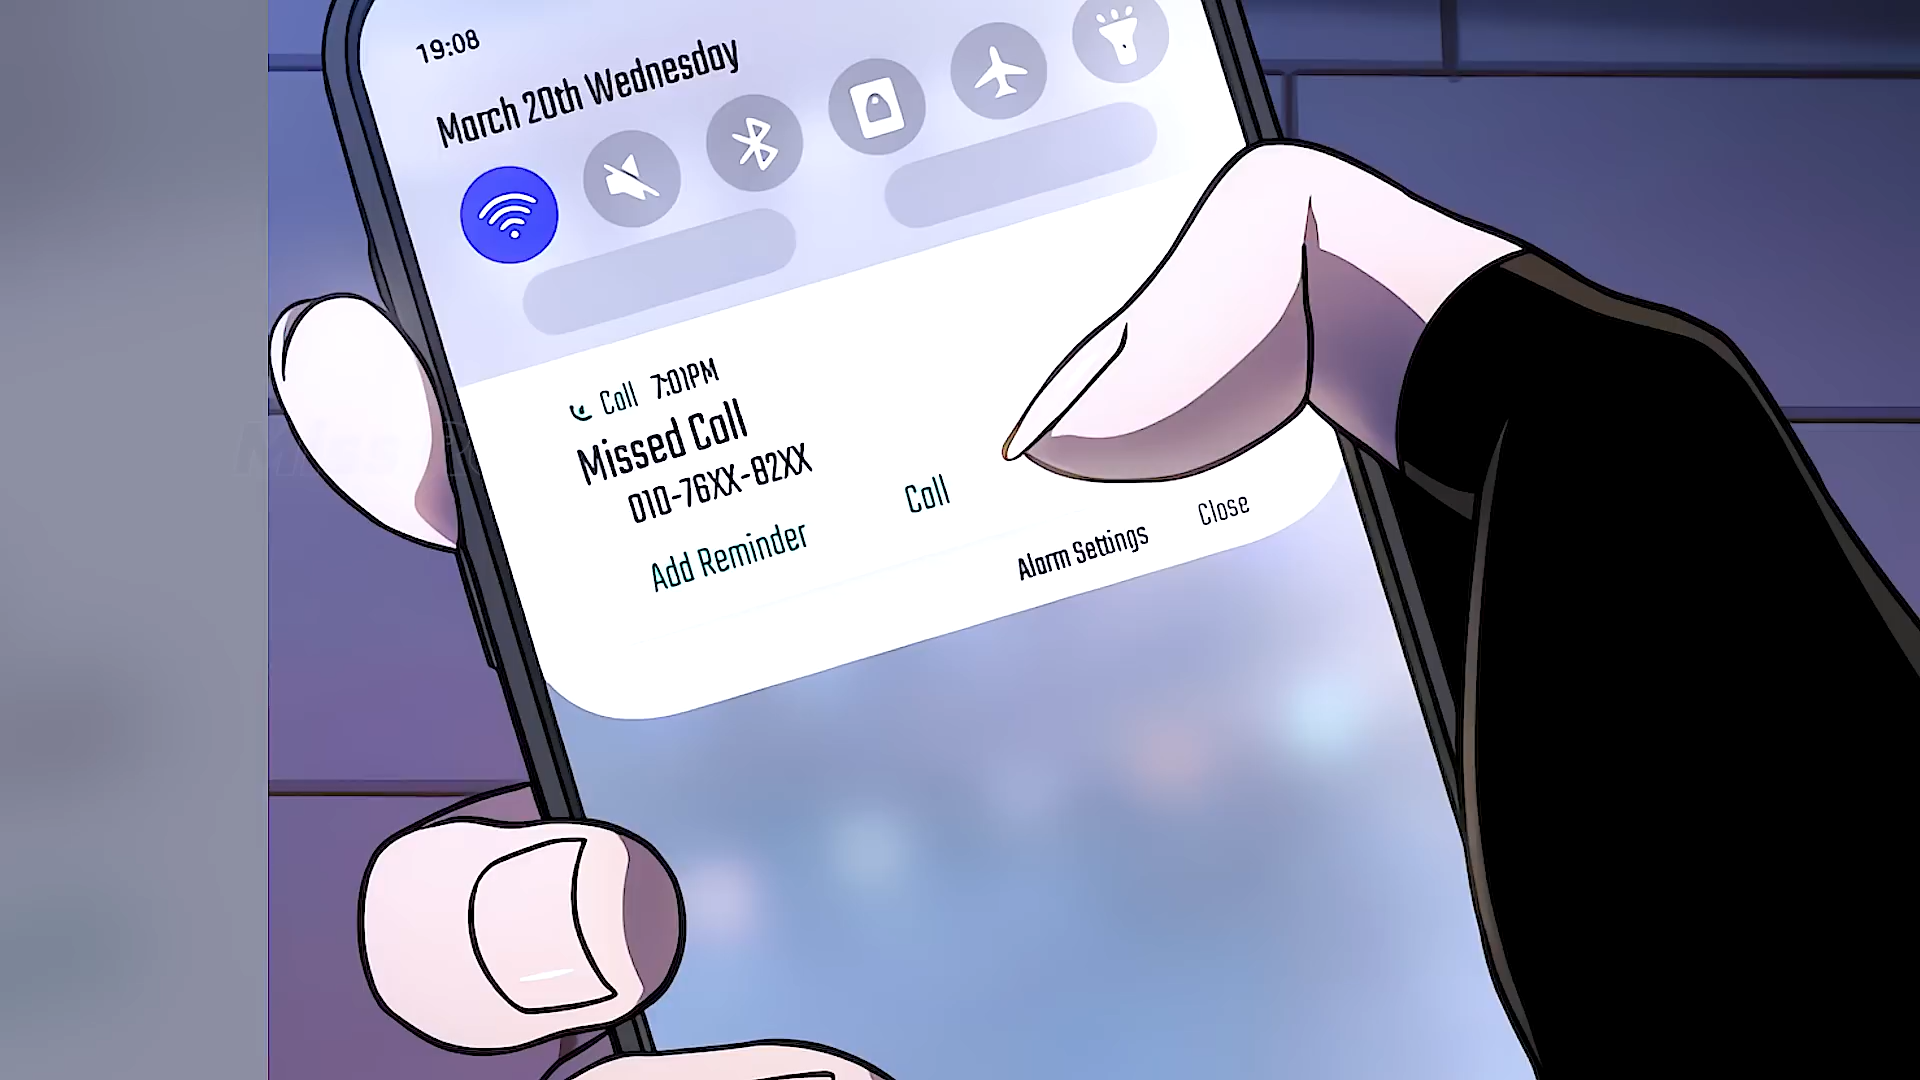 19:08
March 20th Wednesday
Call 7:01PM
Missed Call
010-76XX-82XX
Add Reminder
Call
Alarm Settings
Close